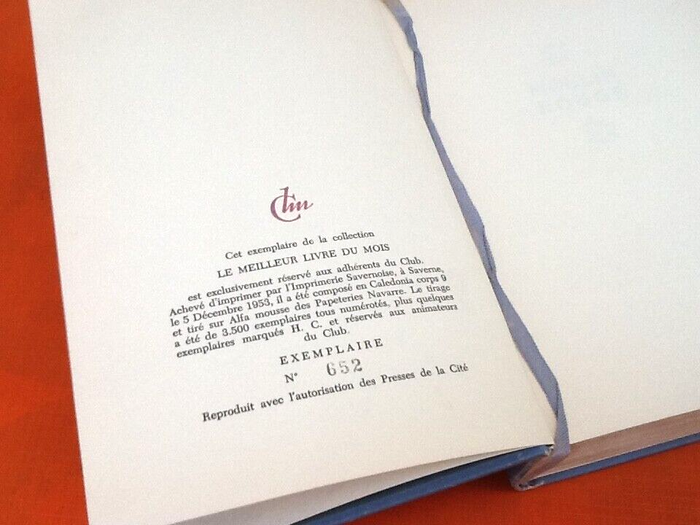 Clm
Cet exemplaire de la collection
LE MEILLEUR LIVRE DU MOIS
est exclusivement réservé aux adhérents du Club.
Achevé d'imprimer par l'Imprimerie Savernoise, à Saverne,
le 5 Décembre 1953, il a été composé en Caledonia corps 9
et tiré sur Alfa mousse des Papeteries Navarre. Le tirage
a été de 3.500 exemplaires tous numérotés, plus quelques
exemplaires marqués H. C. et réservés aux animateurs
du Club.
EXEMPLAIRE
N° 652
Reproduit avec l'autorisation des Presses de la Cité